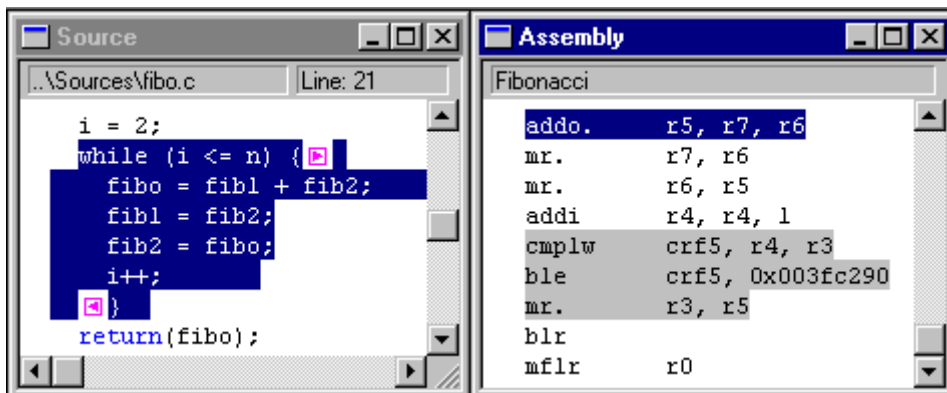 Source
..\Sources\fibo.c Line: 21
i = 2;
while (i <= n) {
fibo = fib1 + fib2;
fib1 = fib2;
fib2 = fibo;
i++;
}
return(fibo);
Assembly
Fibonacci
addo. r5, r7, r6
mr. r7, r6
mr. r6, r5
addi r4, r4, 1
cmplw crf5, r4, r3
ble crf5, 0x003fc290
mr. r3, r5
blr
mflr r0